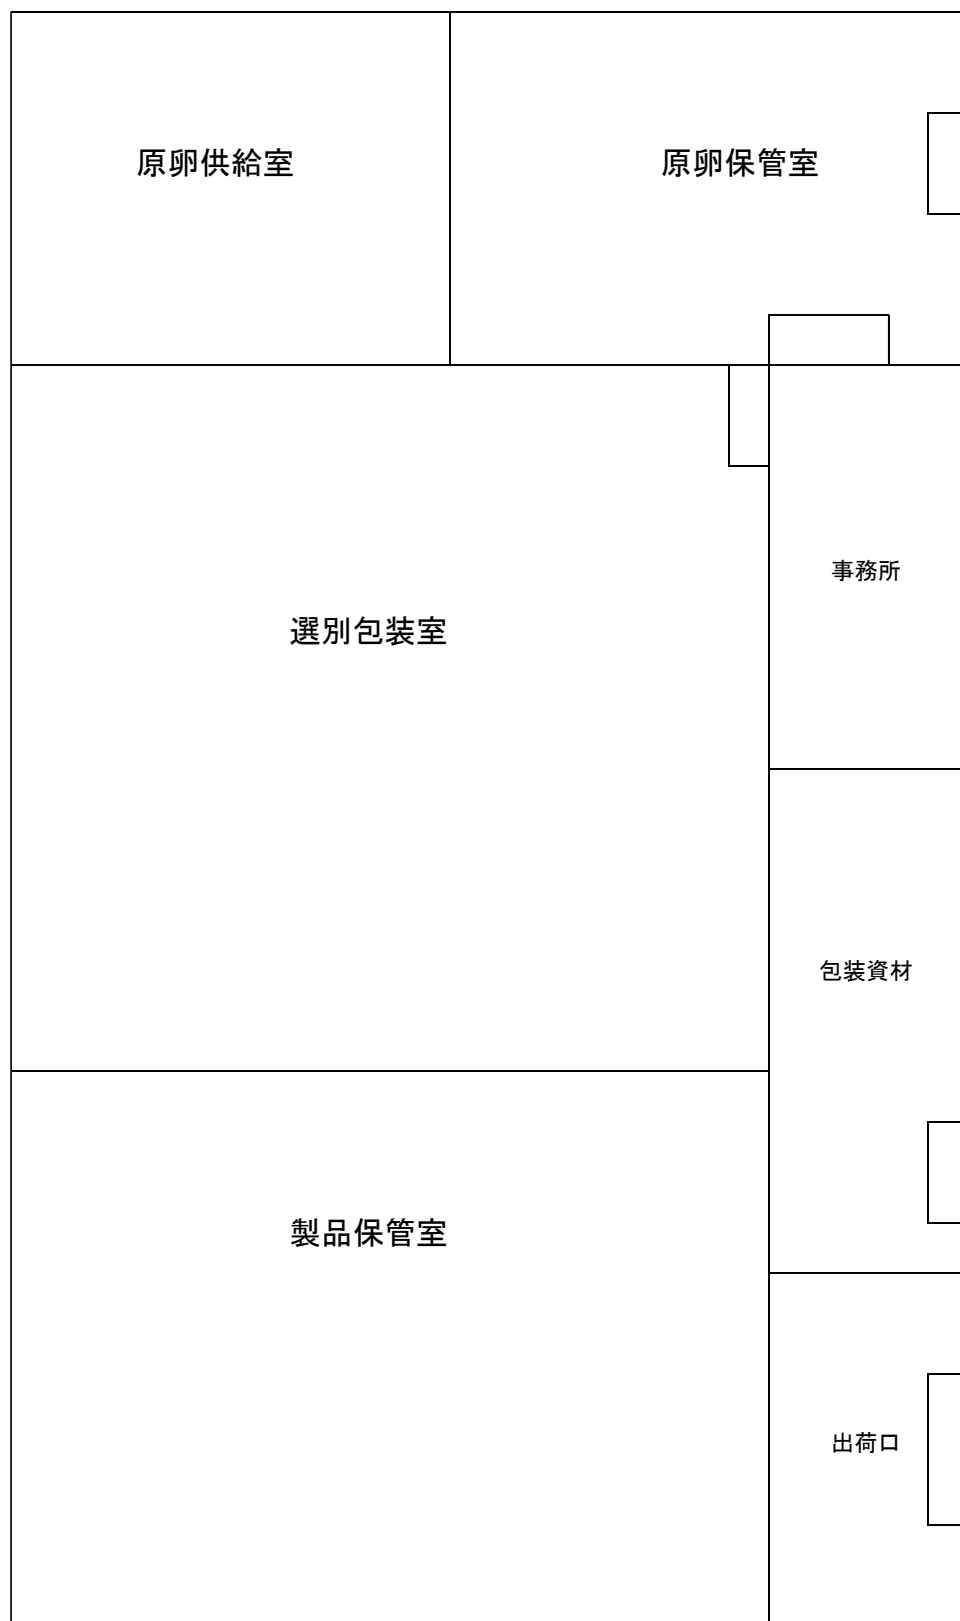 原卵供給室
原卵保管室
事務所
選別包装室
包装資材
製品保管室
出荷口